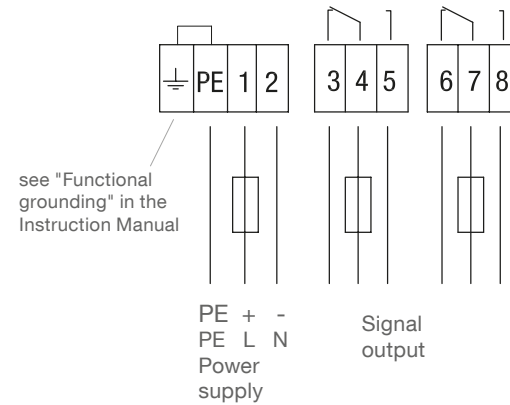 PE 1 2 3 4 5 6 7 8
see "Functional
grounding" in the
Instruction Manual
PE + -
PE L N
Power
supply
Signal
output